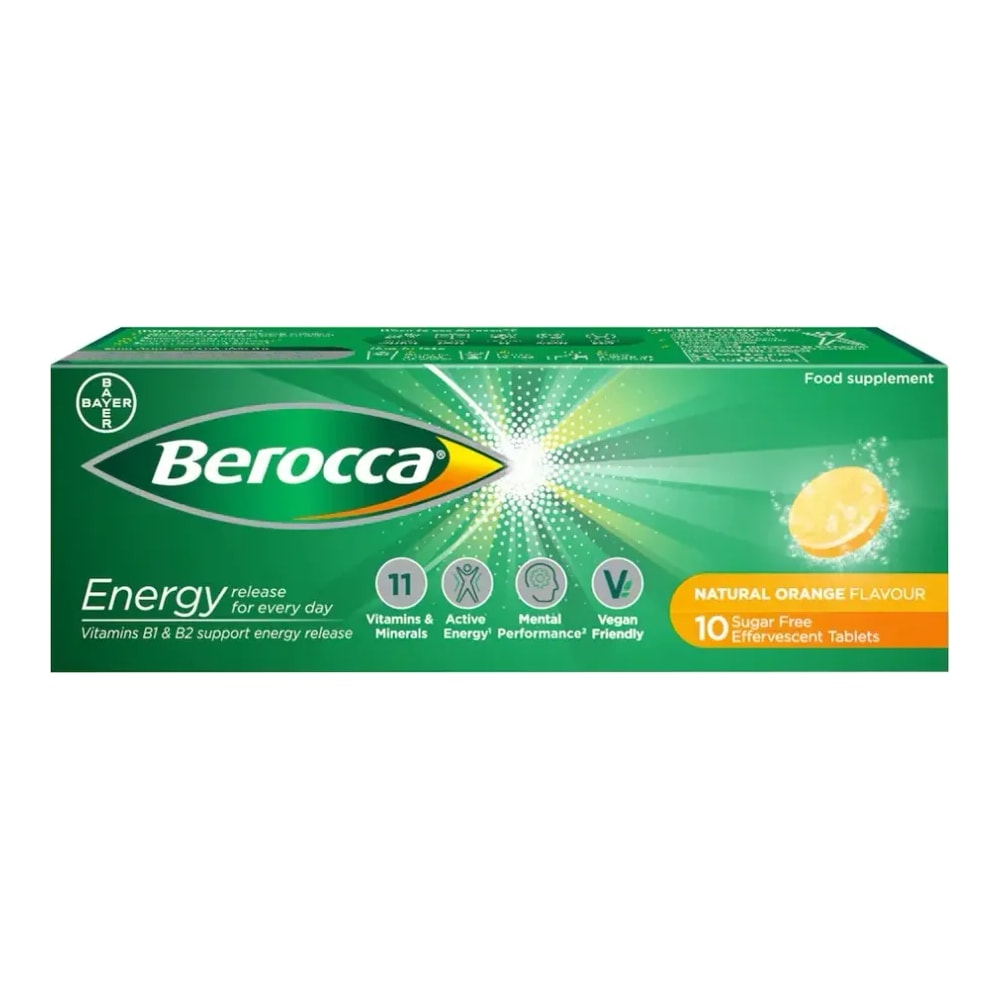 BAYER
BAYER
Food supplement
Berocca®
Energy release
for every day
Vitamins B1 & B2 support energy release
11
Vitamins &
Minerals
Active
Energy¹
Mental
Performance²
V
Vegan
Friendly
NATURAL ORANGE FLAVOUR
10 Sugar Free
Effervescent Tablets